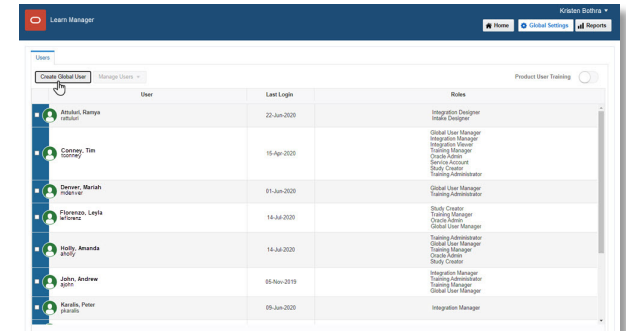 Kristen Bothra
Learn Manager
Home Global Settings Reports
Users
Create Global User Manage Users Product User Training
User Last Login Roles
Attuluri, Ramya
rattuluri
22-Jun-2020
Integration Designer
Intake Designer
Conney, Tim
tconney
15-Apr-2020
Global User Manager
Integration Manager
Integration Viewer
Training Manager
Oracle Admin
Service Account
Study Creator
Training Administrator
Denver, Mariah
mdenver
01-Jun-2020
Global User Manager
Training Administrator
Florenzo, Leyla
leflorenz
14-Jul-2020
Study Creator
Training Manager
Oracle Admin
Global User Manager
Holly, Amanda
aholly
14-Jul-2020
Training Administrator
Global User Manager
Training Manager
Oracle Admin
Study Creator
John, Andrew
ajohn
05-Nov-2019
Integration Manager
Training Administrator
Training Manager
Global User Manager
Karalis, Peter
pkaralis
09-Jun-2020
Integration Manager